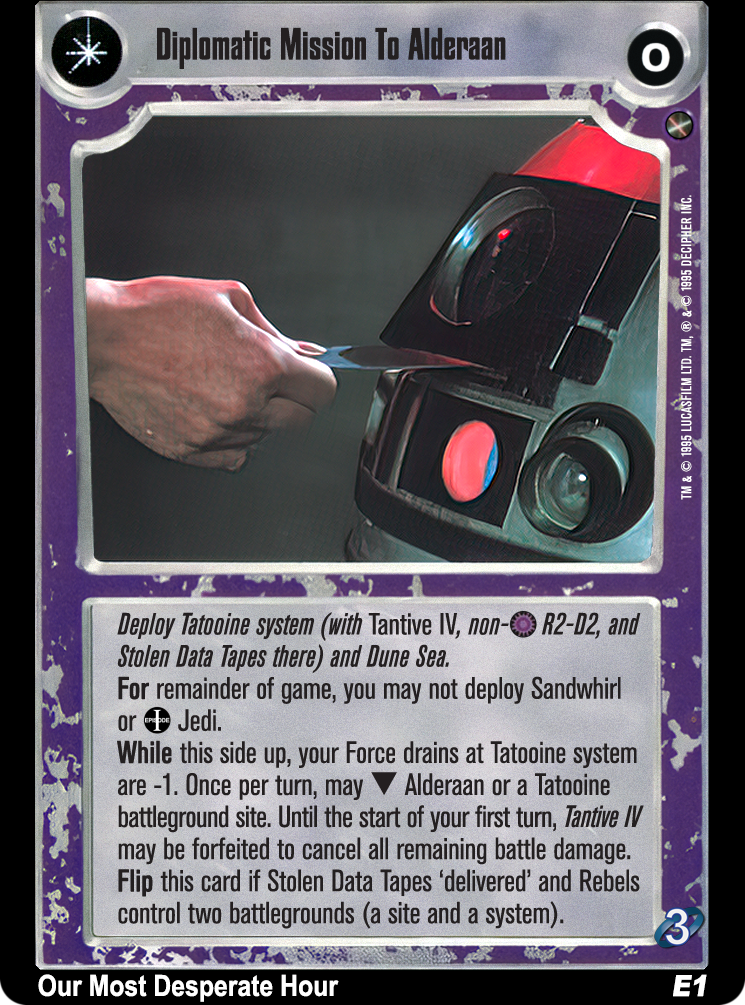 Diplomatic Mission To Alderaan
0
TM & © 1995 LUCASFILM LTD. TM, ® & © 1995 DECIPHER INC.
Deploy Tatooine system (with Tantive IV, non- R2-D2, and
Stolen Data Tapes there) and Dune Sea.
For remainder of game, you may not deploy Sandwhirl
or EPISODE I Jedi.
While this side up, your Force drains at Tatooine system
are -1. Once per turn, may ▼ Alderaan or a Tatooine
battleground site. Until the start of your first turn, Tantive IV
may be forfeited to cancel all remaining battle damage.
Flip this card if Stolen Data Tapes ‘delivered’ and Rebels
control two battlegrounds (a site and a system).
3
Our Most Desperate Hour E1